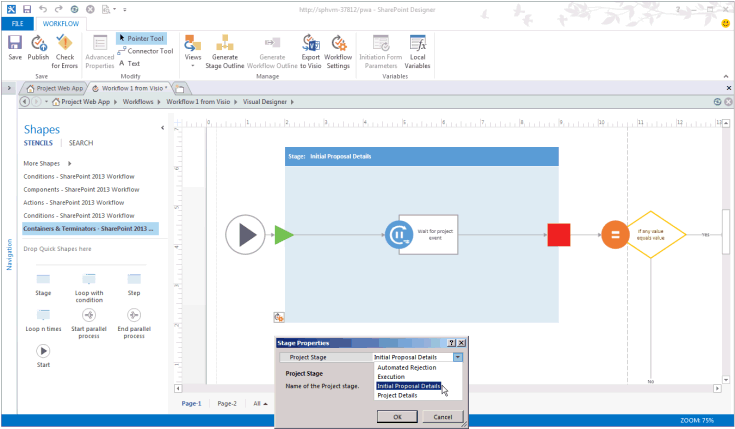 http://sphvm-37812/pwa - SharePoint Designer
FILE
WORKFLOW
Save
Publish
Check for Errors
Advanced Properties
Pointer Tool
Connector Tool
A Text
Views
Generate Stage Outline
Generate Workflow Outline
Export to Visio
Workflow Settings
Initiation Form Parameters
Local Variables
Save
Modify
Manage
Variables
Project Web App
Workflow 1 from Visio *
Project Web App
Workflows
Workflow 1 from Visio
Visual Designer
Navigation
Shapes
STENCILS
SEARCH
More Shapes
Conditions - SharePoint 2013 Workflow
Components - SharePoint 2013 Workflow
Actions - SharePoint 2013 Workflow
Conditions - SharePoint 2013 Workflow
Containers & Terminators - SharePoint 2013 ...
Drop Quick Shapes here
Stage
Loop with condition
Step
Loop n times
Start parallel process
End parallel process
Start
Stage: Initial Proposal Details
Wait for project event
If any value equals value
Yes
No
Stage Properties
Project Stage
Initial Proposal Details
Automated Rejection
Execution
Initial Proposal Details
Project Details
Project Stage
Name of the Project stage.
OK
Cancel
Page-1
Page-2
All
ZOOM: 75%